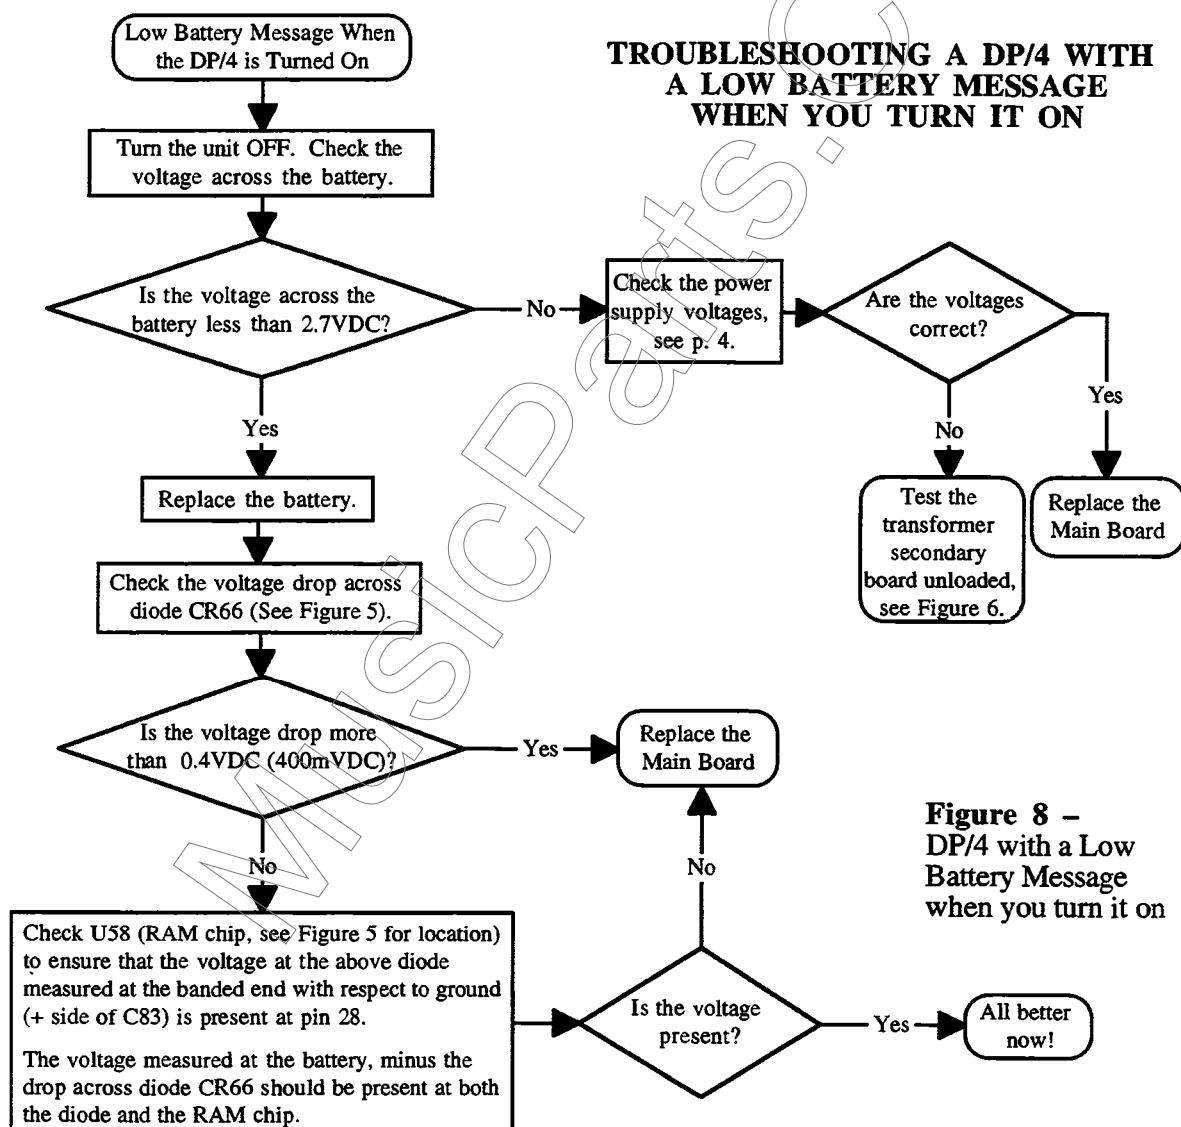 Low Battery Message When
the DP/4 is Turned On
TROUBLESHOOTING A DP/4 WITH
A LOW BATTERY MESSAGE
WHEN YOU TURN IT ON
Turn the unit OFF. Check the
voltage across the battery.
Is the voltage across the
battery less than 2.7VDC?
No
Check the power
supply voltages,
see p. 4.
Are the voltages
correct?
Yes
No
Yes
Replace the battery.
Test the
transformer
secondary
board unloaded,
see Figure 6.
Replace the
Main Board
Check the voltage drop across
diode CR66 (See Figure 5).
Is the voltage drop more
than 0.4VDC (400mVDC)?
Yes
Replace the
Main Board
No
No
Figure 8 –
DP/4 with a Low
Battery Message
when you turn it on
Check U58 (RAM chip, see Figure 5 for location)
to ensure that the voltage at the above diode
measured at the banded end with respect to ground
(+ side of C83) is present at pin 28.
The voltage measured at the battery, minus the
drop across diode CR66 should be present at both
the diode and the RAM chip.
Is the voltage
present?
Yes
All better
now!
MusicParts.C